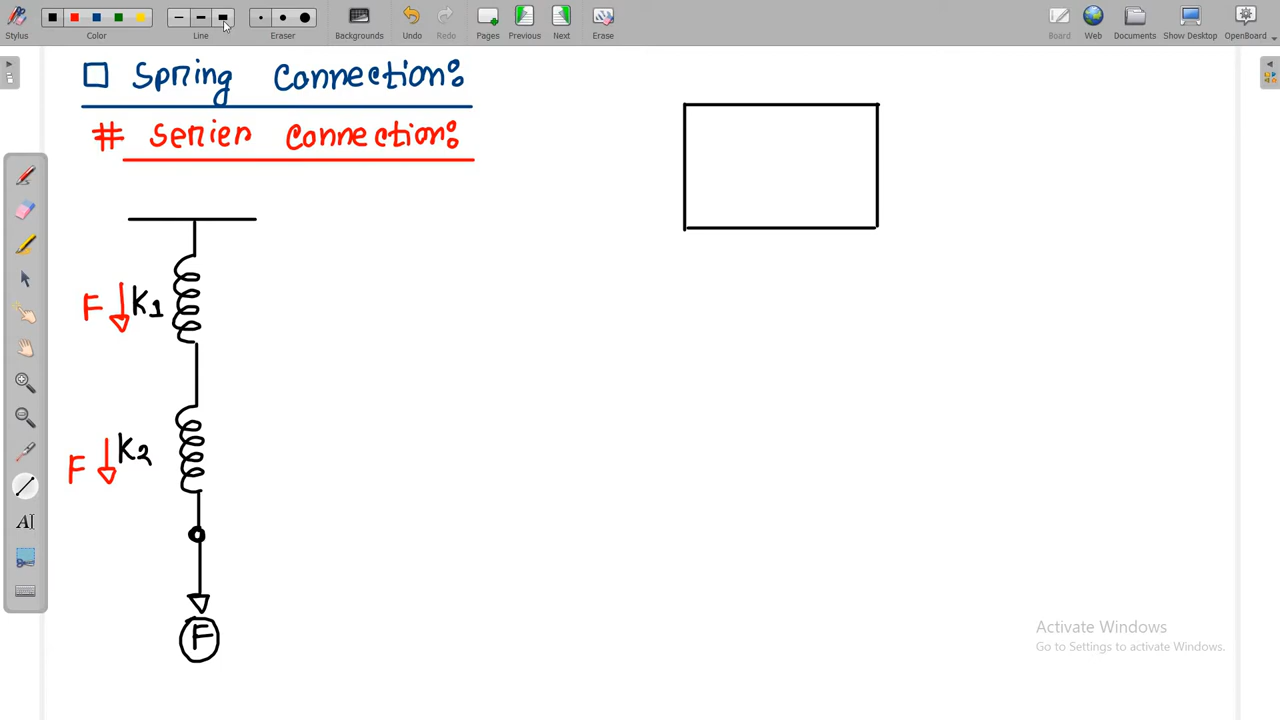 Stylus Color Line Eraser Backgrounds Undo Redo Pages Previous Next Erase Board Web Documents Show Desktop OpenBoard
□ Spring Connection:
# Series Connection:
F K1
F K2
F
AI
Activate Windows
Go to Settings to activate Windows.